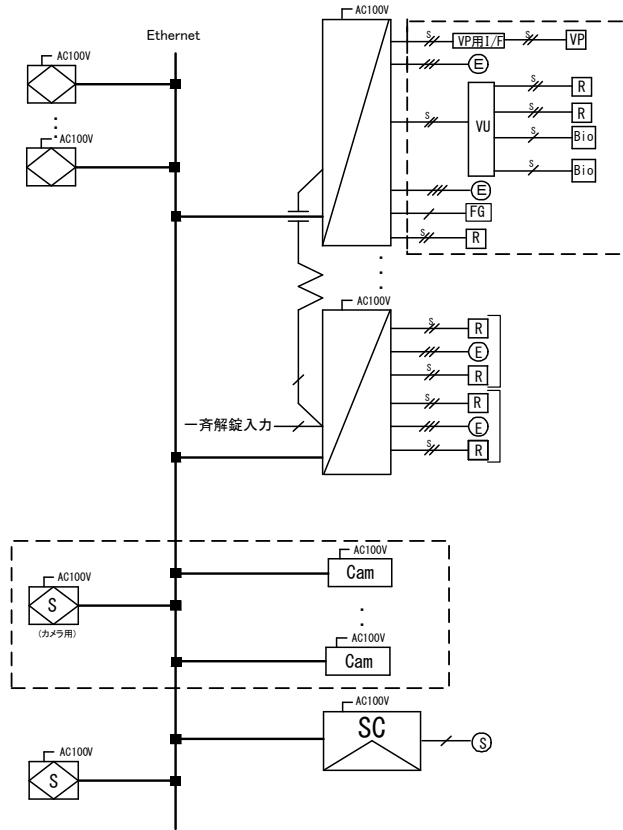 Ethernet
AC100V
AC100V
AC100V
S
VP用I/F
S
VP
E
S
VU
S
R
S
R
S
Bio
S
Bio
E
FG
S
R
AC100V
S
R
E
S
R
S
R
E
S
R
一斉解錠入力
AC100V
S
(カメラ用)
AC100V
Cam
AC100V
Cam
AC100V
SC
S
AC100V
S